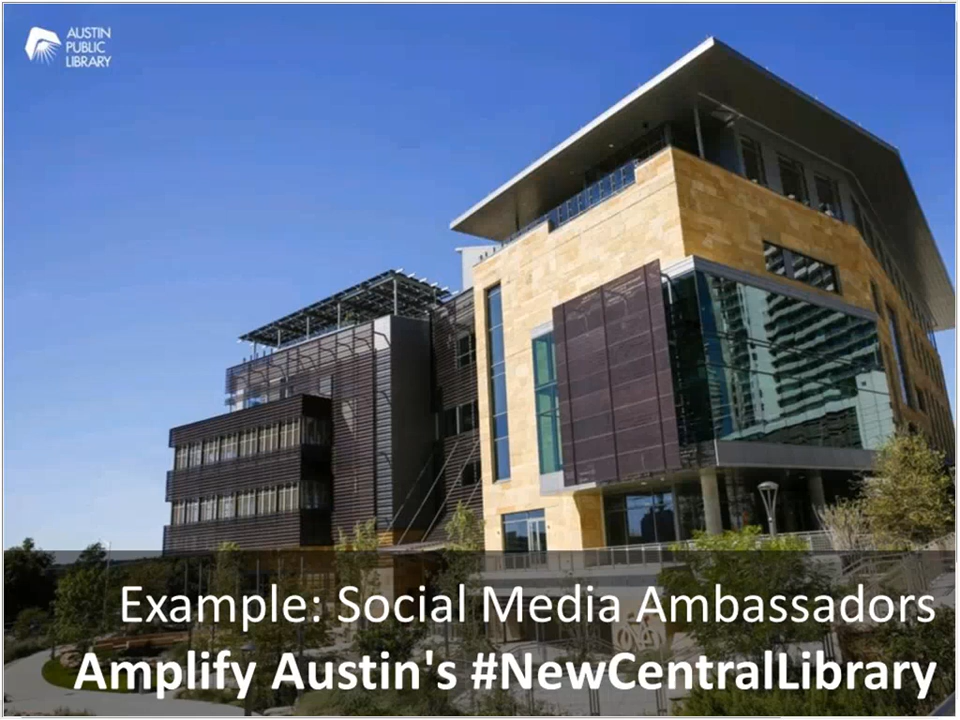 AUSTIN
PUBLIC
LIBRARY
Example: Social Media Ambassadors
Amplify Austin's #NewCentralLibrary